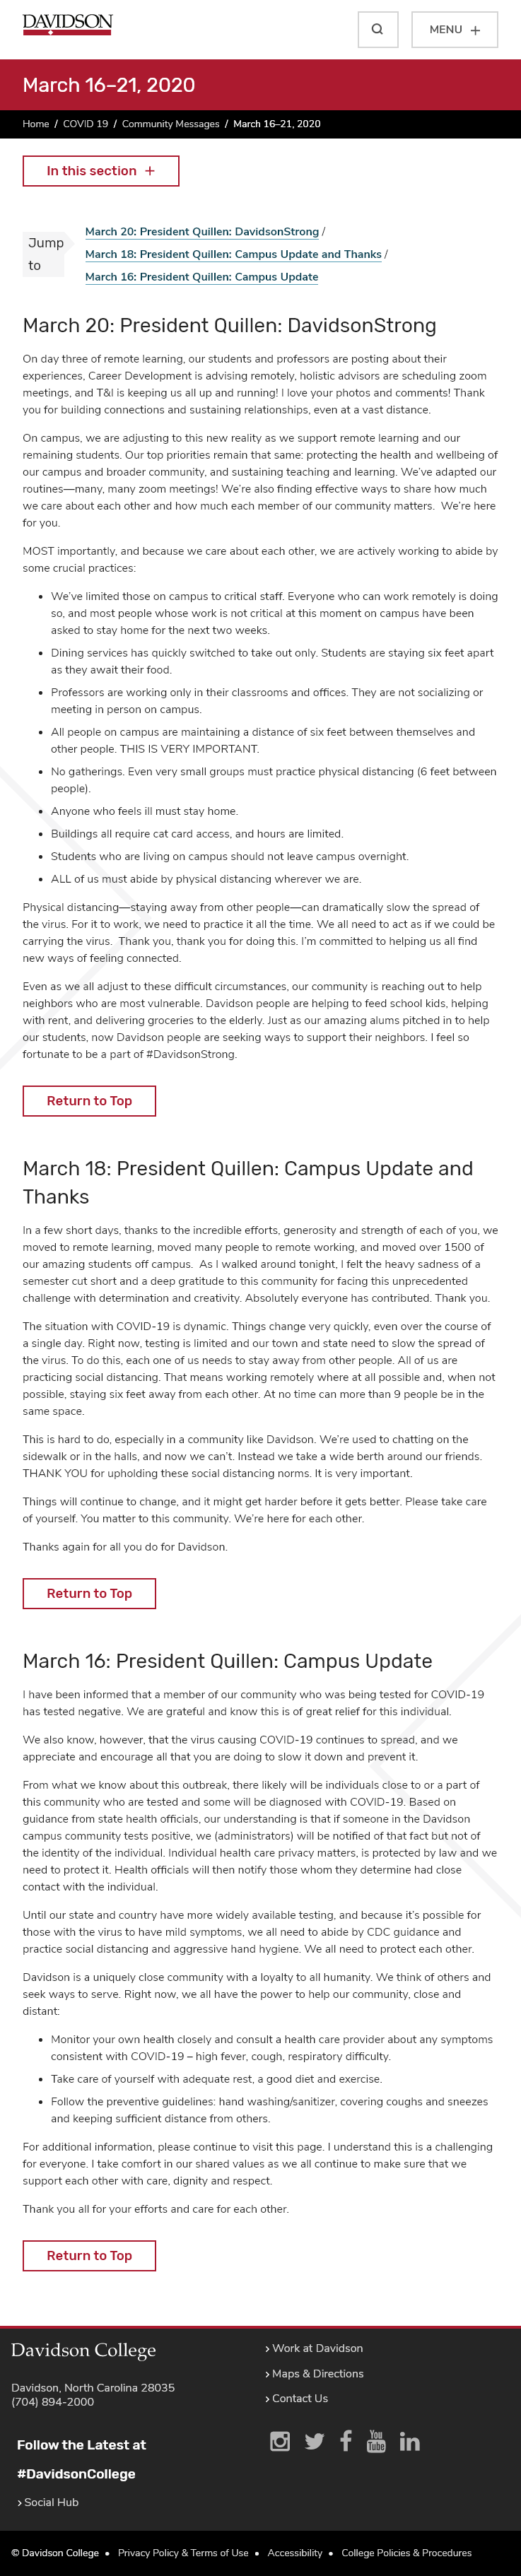 DAVIDSON
MENU +
March 16–21, 2020
Home / COVID 19 / Community Messages / March 16–21, 2020
In this section +
Jump
to
March 20: President Quillen: DavidsonStrong /
March 18: President Quillen: Campus Update and Thanks /
March 16: President Quillen: Campus Update
March 20: President Quillen: DavidsonStrong
On day three of remote learning, our students and professors are posting about their
experiences, Career Development is advising remotely, holistic advisors are scheduling zoom
meetings, and T&I is keeping us all up and running! I love your photos and comments! Thank
you for building connections and sustaining relationships, even at a vast distance.
On campus, we are adjusting to this new reality as we support remote learning and our
remaining students. Our top priorities remain that same: protecting the health and wellbeing of
our campus and broader community, and sustaining teaching and learning. We’ve adapted our
routines—many, many zoom meetings! We’re also finding effective ways to share how much
we care about each other and how much each member of our community matters.  We’re here
for you.
MOST importantly, and because we care about each other, we are actively working to abide by
some crucial practices:
• We’ve limited those on campus to critical staff. Everyone who can work remotely is doing
so, and most people whose work is not critical at this moment on campus have been
asked to stay home for the next two weeks.
• Dining services has quickly switched to take out only. Students are staying six feet apart
as they await their food.
• Professors are working only in their classrooms and offices. They are not socializing or
meeting in person on campus.
• All people on campus are maintaining a distance of six feet between themselves and
other people. THIS IS VERY IMPORTANT.
• No gatherings. Even very small groups must practice physical distancing (6 feet between
people).
• Anyone who feels ill must stay home.
• Buildings all require cat card access, and hours are limited.
• Students who are living on campus should not leave campus overnight.
• ALL of us must abide by physical distancing wherever we are.
Physical distancing—staying away from other people—can dramatically slow the spread of
the virus. For it to work, we need to practice it all the time. We all need to act as if we could be
carrying the virus.  Thank you, thank you for doing this. I’m committed to helping us all find
new ways of feeling connected.
Even as we all adjust to these difficult circumstances, our community is reaching out to help
neighbors who are most vulnerable. Davidson people are helping to feed school kids, helping
with rent, and delivering groceries to the elderly. Just as our amazing alums pitched in to help
our students, now Davidson people are seeking ways to support their neighbors. I feel so
fortunate to be a part of #DavidsonStrong.
Return to Top
March 18: President Quillen: Campus Update and
Thanks
In a few short days, thanks to the incredible efforts, generosity and strength of each of you, we
moved to remote learning, moved many people to remote working, and moved over 1500 of
our amazing students off campus.  As I walked around tonight, I felt the heavy sadness of a
semester cut short and a deep gratitude to this community for facing this unprecedented
challenge with determination and creativity. Absolutely everyone has contributed. Thank you.
The situation with COVID-19 is dynamic. Things change very quickly, even over the course of
a single day. Right now, testing is limited and our town and state need to slow the spread of
the virus. To do this, each one of us needs to stay away from other people. All of us are
practicing social distancing. That means working remotely where at all possible and, when not
possible, staying six feet away from each other. At no time can more than 9 people be in the
same space.
This is hard to do, especially in a community like Davidson. We’re used to chatting on the
sidewalk or in the halls, and now we can’t. Instead we take a wide berth around our friends.
THANK YOU for upholding these social distancing norms. It is very important.
Things will continue to change, and it might get harder before it gets better. Please take care
of yourself. You matter to this community. We’re here for each other.
Thanks again for all you do for Davidson.
Return to Top
March 16: President Quillen: Campus Update
I have been informed that a member of our community who was being tested for COVID-19
has tested negative. We are grateful and know this is of great relief for this individual.
We also know, however, that the virus causing COVID-19 continues to spread, and we
appreciate and encourage all that you are doing to slow it down and prevent it.
From what we know about this outbreak, there likely will be individuals close to or a part of
this community who are tested and some will be diagnosed with COVID-19. Based on
guidance from state health officials, our understanding is that if someone in the Davidson
campus community tests positive, we (administrators) will be notified of that fact but not of
the identity of the individual. Individual health care privacy matters, is protected by law and we
need to protect it. Health officials will then notify those whom they determine had close
contact with the individual.
Until our state and country have more widely available testing, and because it’s possible for
those with the virus to have mild symptoms, we all need to abide by CDC guidance and
practice social distancing and aggressive hand hygiene. We all need to protect each other.
Davidson is a uniquely close community with a loyalty to all humanity. We think of others and
seek ways to serve. Right now, we all have the power to help our community, close and
distant:
• Monitor your own health closely and consult a health care provider about any symptoms
consistent with COVID-19 – high fever, cough, respiratory difficulty.
• Take care of yourself with adequate rest, a good diet and exercise.
• Follow the preventive guidelines: hand washing/sanitizer, covering coughs and sneezes
and keeping sufficient distance from others.
For additional information, please continue to visit this page. I understand this is a challenging
for everyone. I take comfort in our shared values as we all continue to make sure that we
support each other with care, dignity and respect.
Thank you all for your efforts and care for each other.
Return to Top
Davidson College
Davidson, North Carolina 28035
(704) 894-2000
Follow the Latest at
#DavidsonCollege
› Social Hub
› Work at Davidson
› Maps & Directions
› Contact Us
You Tube
© Davidson College • Privacy Policy & Terms of Use • Accessibility • College Policies & Procedures